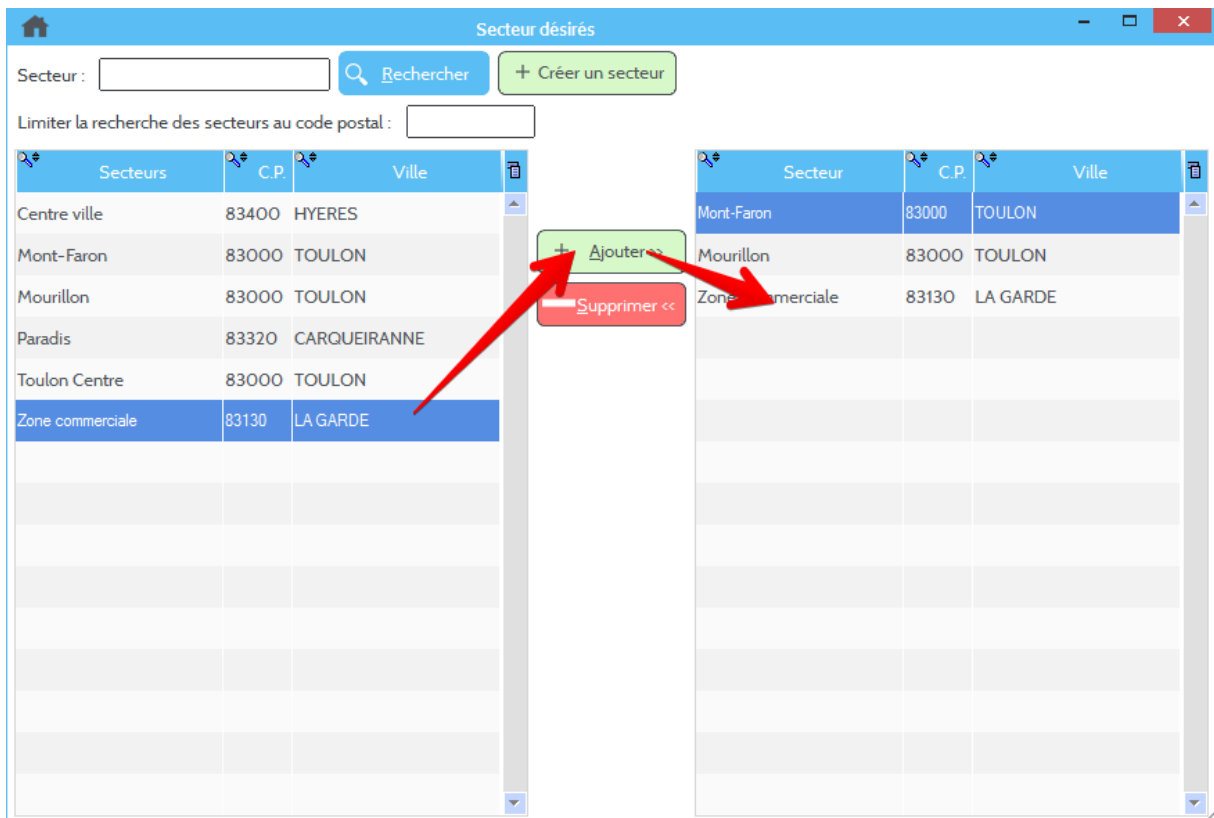 Secteur désirés
Secteur :
Rechercher
+ Créer un secteur
Limiter la recherche des secteurs au code postal :
Secteurs C.P. Ville
Centre ville 83400 HYERES
Mont-Faron 83000 TOULON
Mourillon 83000 TOULON
Paradis 83320 CARQUEIRANNE
Toulon Centre 83000 TOULON
Zone commerciale 83130 LA GARDE
+ Ajouter >>
Supprimer <<
Secteur C.P. Ville
Mont-Faron 83000 TOULON
Mourillon 83000 TOULON
Zone commerciale 83130 LA GARDE